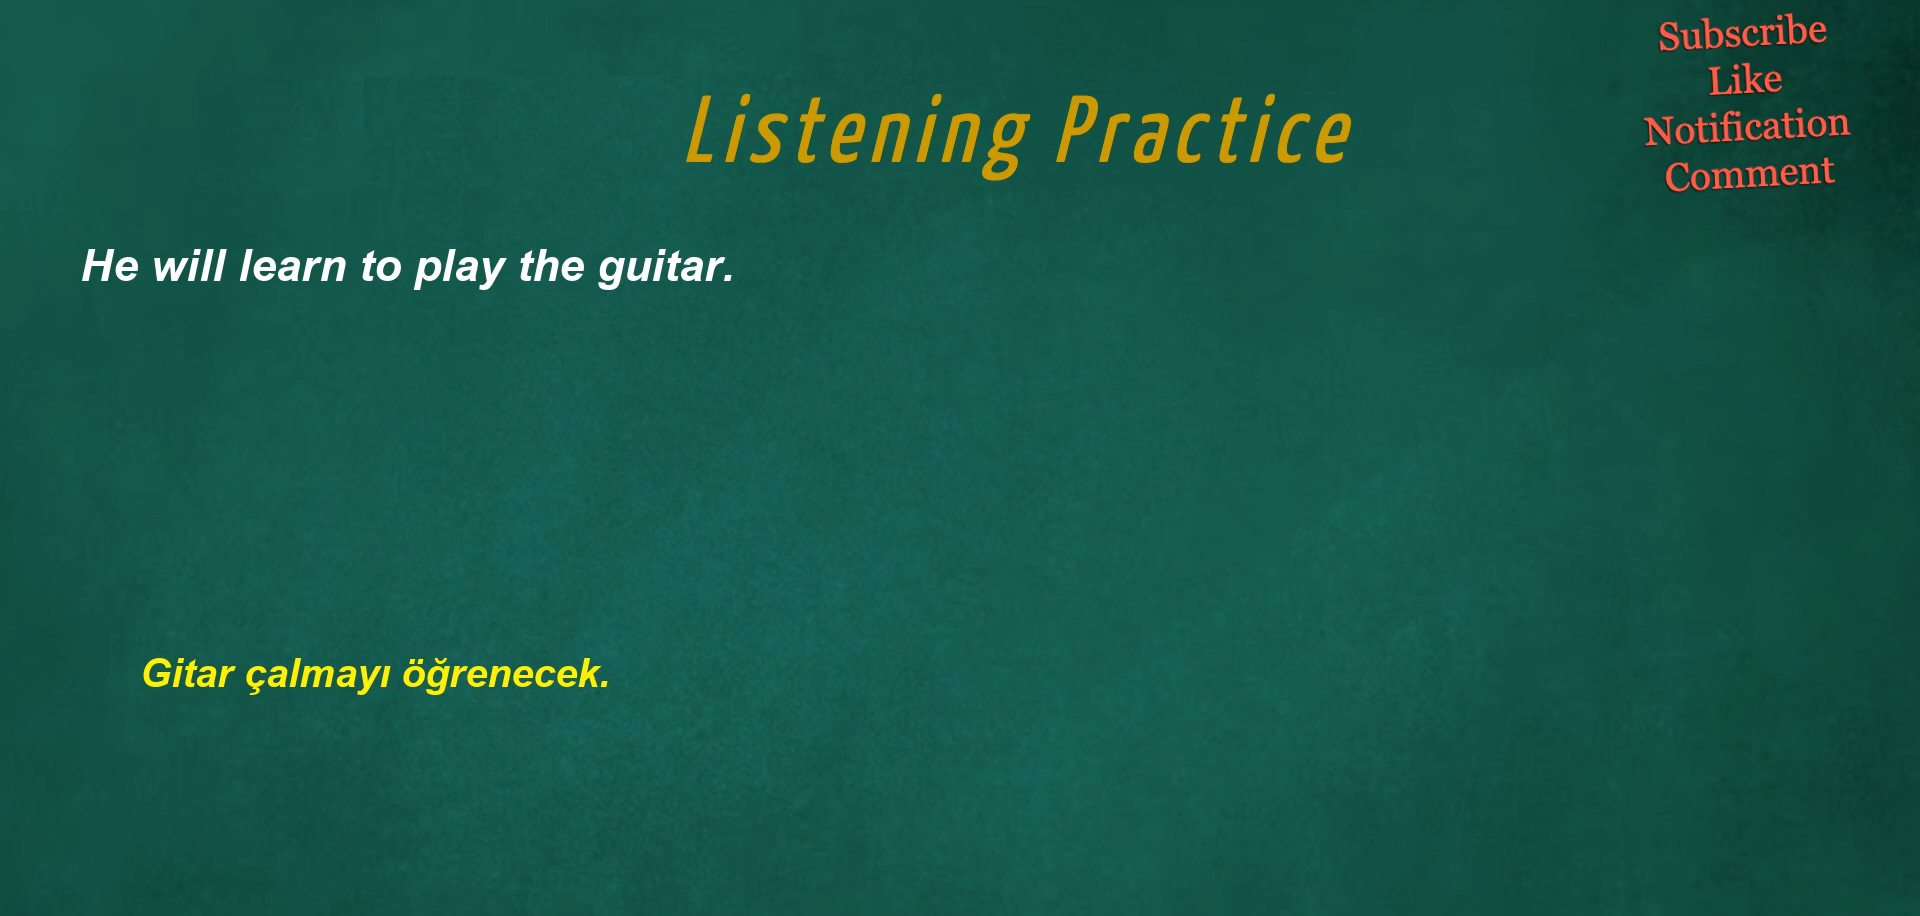 Listening Practice
Subscribe
Like
Notification
Comment
He will learn to play the guitar.
Gitar çalmayı öğrenecek.